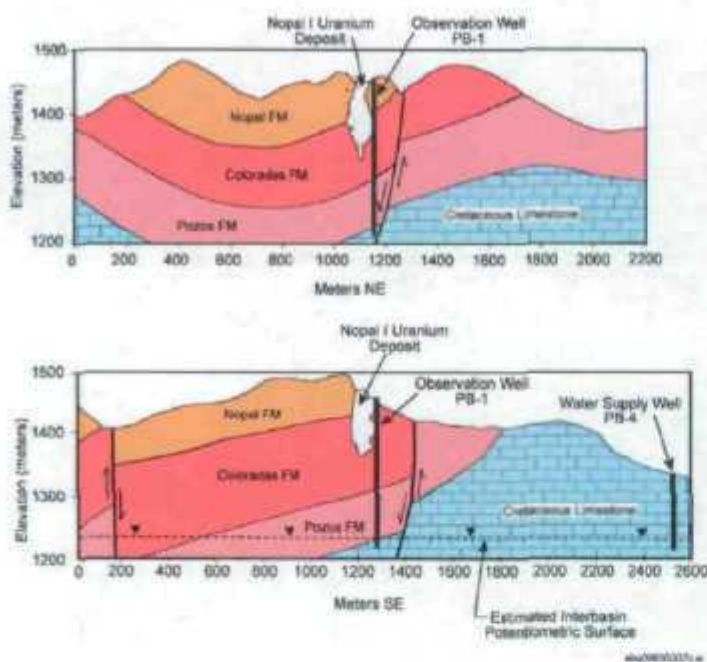 Nopal I Uranium
Deposit
Observation Well
PB-1
1500
1400
1300
1200
Elevation (meters)
Nopal FM
Coloradas FM
Pozos FM
Cretaceous Limestone
0 200 400 600 800 1000 1200 1400 1600 1800 2000 2200
Meters NE
Nopal I Uranium
Deposit
Observation Well
PB-1
Water Supply Well
PB-4
1500
1400
1300
1200
Elevation (meters)
Nopal FM
Coloradas FM
Pozos FM
Cretaceous Limestone
0 200 400 600 800 1000 1200 1400 1600 1800 2000 2200 2400 2600
Meters SE
Estimated Interbasin
Potentiometric Surface